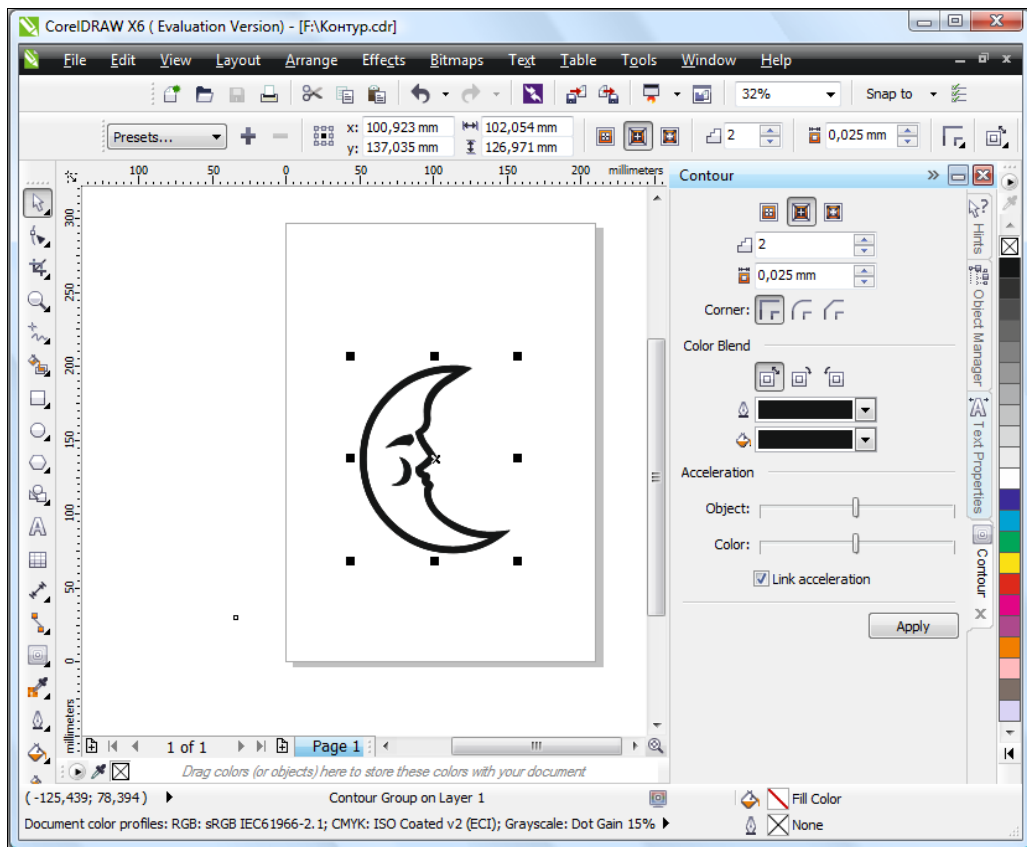 CorelDRAW X6 ( Evaluation Version) - [F:\Контур.cdr]
File Edit View Layout Arrange Effects Bitmaps Text Table Tools Window Help
32% Snap to
Presets... x: 100,923 mm 102,054 mm 2 0,025 mm
y: 137,035 mm 126,971 mm
100 50 0 50 100 150 200 millimeters
300
250
200
150
100
50
0
millimeters
Contour
2
0,025 mm
Corner:
Color Blend
Acceleration
Object:
Color:
Link acceleration
Apply
Hints
Object Manager
Text Properties
Contour
1 of 1 Page 1
Drag colors (or objects) here to store these colors with your document
( -125,439; 78,394 ) Contour Group on Layer 1 Fill Color
Document color profiles: RGB: sRGB IEC61966-2.1; CMYK: ISO Coated v2 (ECI); Grayscale: Dot Gain 15% None